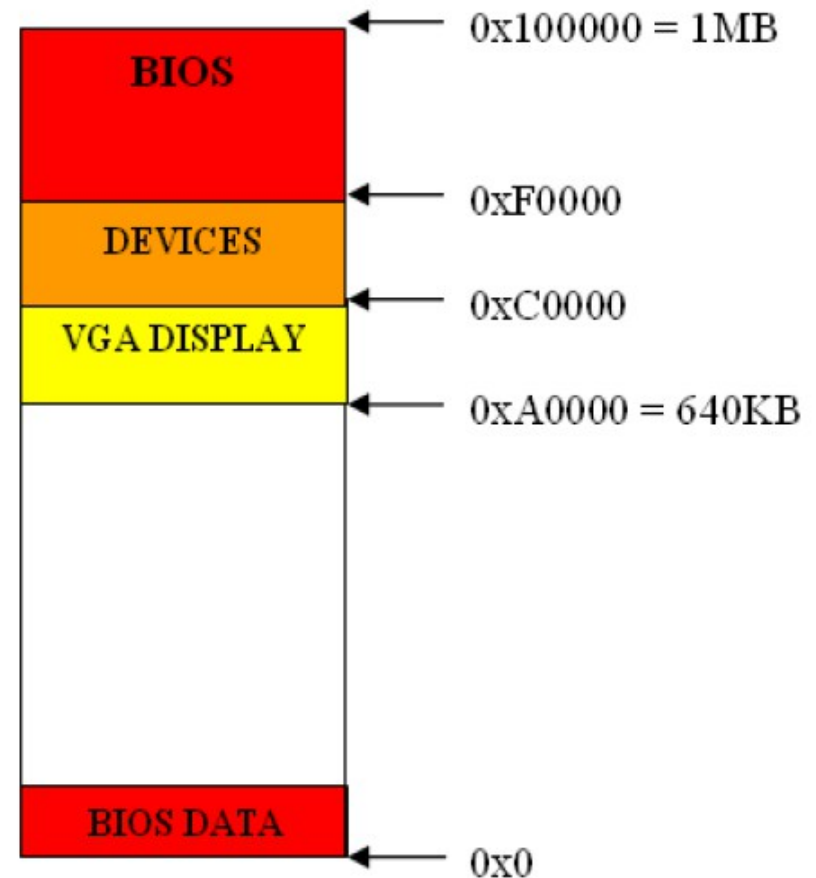 0x100000 = 1MB
BIOS
0xF0000
DEVICES
0xC0000
VGA DISPLAY
0xA0000 = 640KB
BIOS DATA
0x0